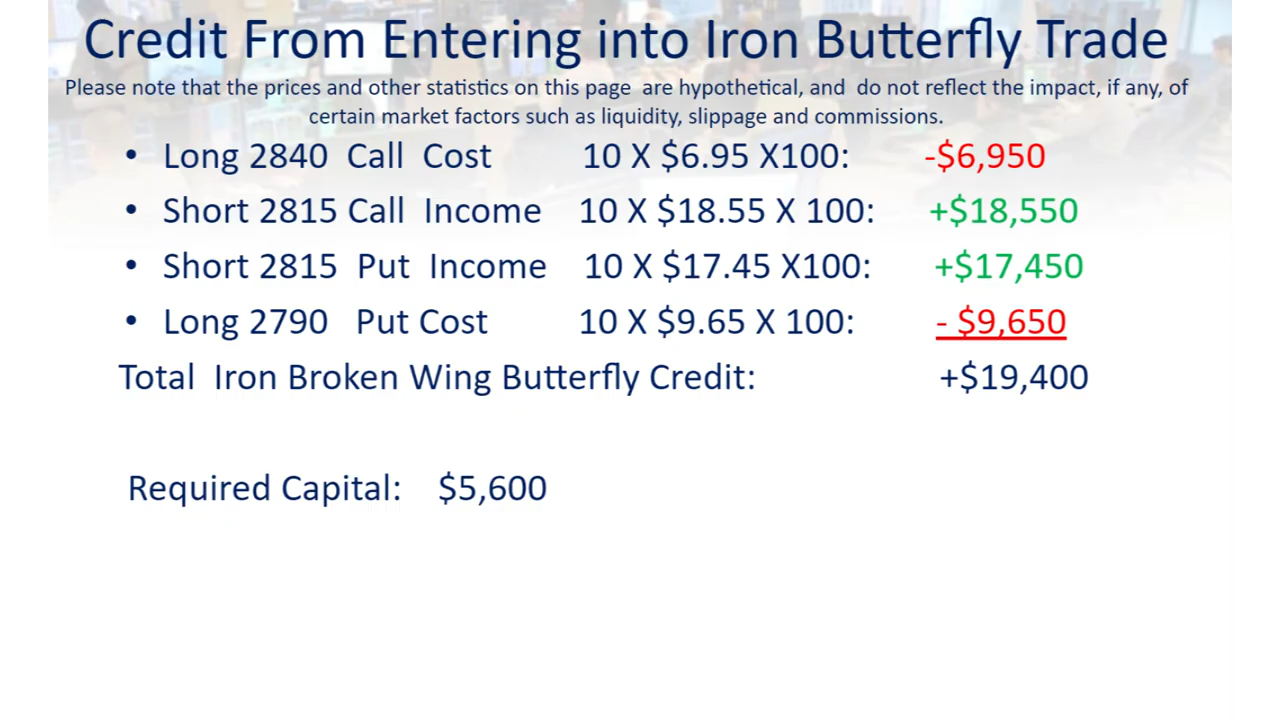 Credit From Entering into Iron Butterfly Trade
Please note that the prices and other statistics on this page are hypothetical, and do not reflect the impact, if any, of
certain market factors such as liquidity, slippage and commissions.
• Long 2840 Call Cost 10 X $6.95 X100: -$6,950
• Short 2815 Call Income 10 X $18.55 X 100: +$18,550
• Short 2815 Put Income 10 X $17.45 X100: +$17,450
• Long 2790 Put Cost 10 X $9.65 X 100: - $9,650
Total Iron Broken Wing Butterfly Credit: +$19,400
Required Capital: $5,600